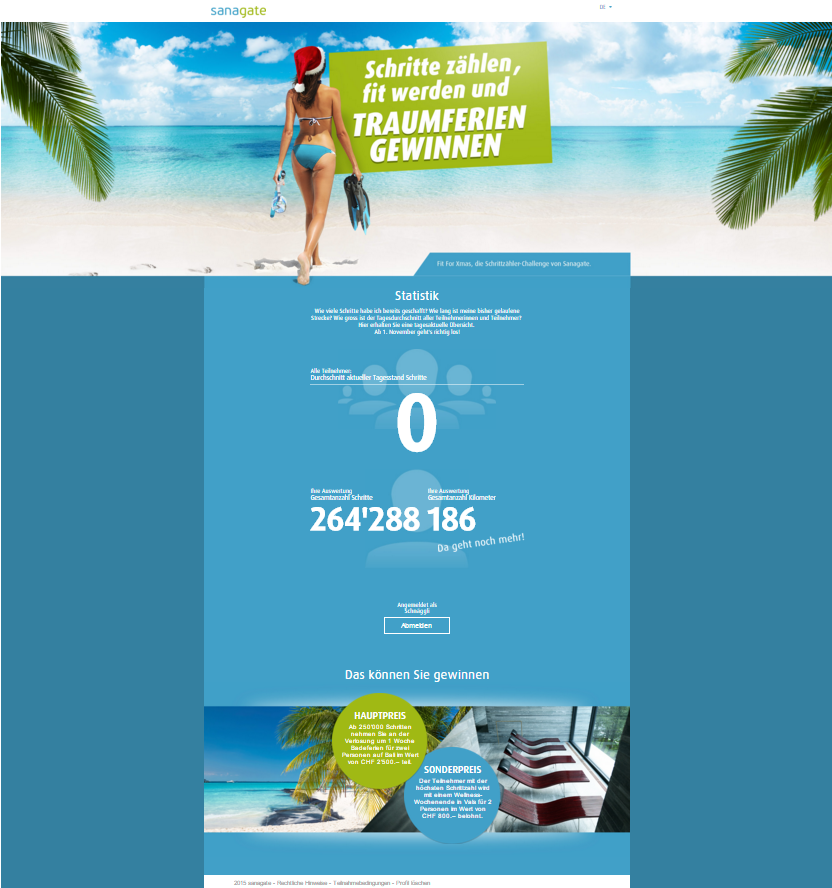 sanagate
DE
Schritte zählen,
fit werden und
TRAUMFERIEN
GEWINNEN
Fit For Xmas, die Schrittzähler-Challenge von Sanagate.
Statistik
Wie viele Schritte habe ich bereits geschafft? Wie lang ist meine bisher gelaufene
Strecke? Wie gross ist der Tagesdurchschnitt aller Teilnehmerinnen und Teilnehmer?
Hier erhalten Sie eine tagesaktuelle Übersicht.
Ab 1. November geht's richtig los!
Alle Teilnehmer:
Durchschnitt aktueller Tagesstand Schritte
0
Ihre Auswertung
Gesamtanzahl Schritte
264'288
Ihre Auswertung
Gesamtanzahl Kilometer
186
Da geht noch mehr!
Angemeldet als
Schnäggli
Abmelden
Das können Sie gewinnen
HAUPTPREIS
Ab 250'000 Schritten
nehmen Sie an der
Verlosung um 1 Woche
Badeferien für zwei
Personen auf Bali im Wert
von CHF 2'500.– teil.
SONDERPREIS
Der Teilnehmer mit der
höchsten Schrittzahl wird
mit einem Wellness-
Wochenende in Vals für 2
Personen im Wert von
CHF 800.– belohnt.
2015 sanagate – Rechtliche Hinweise – Teilnahmebedingungen – Profil löschen